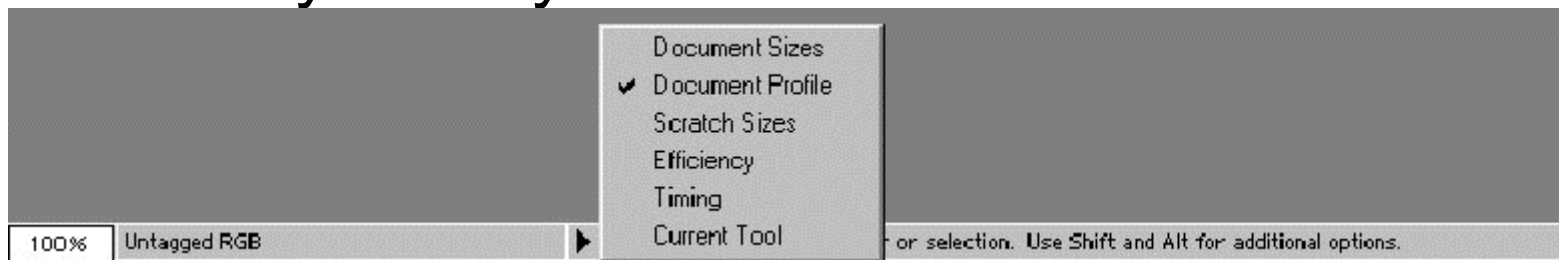 Document Sizes
✔ Document Profile
Scratch Sizes
Efficiency
Timing
Current Tool
100% Untagged RGB ▶ or selection. Use Shift and Alt for additional options.